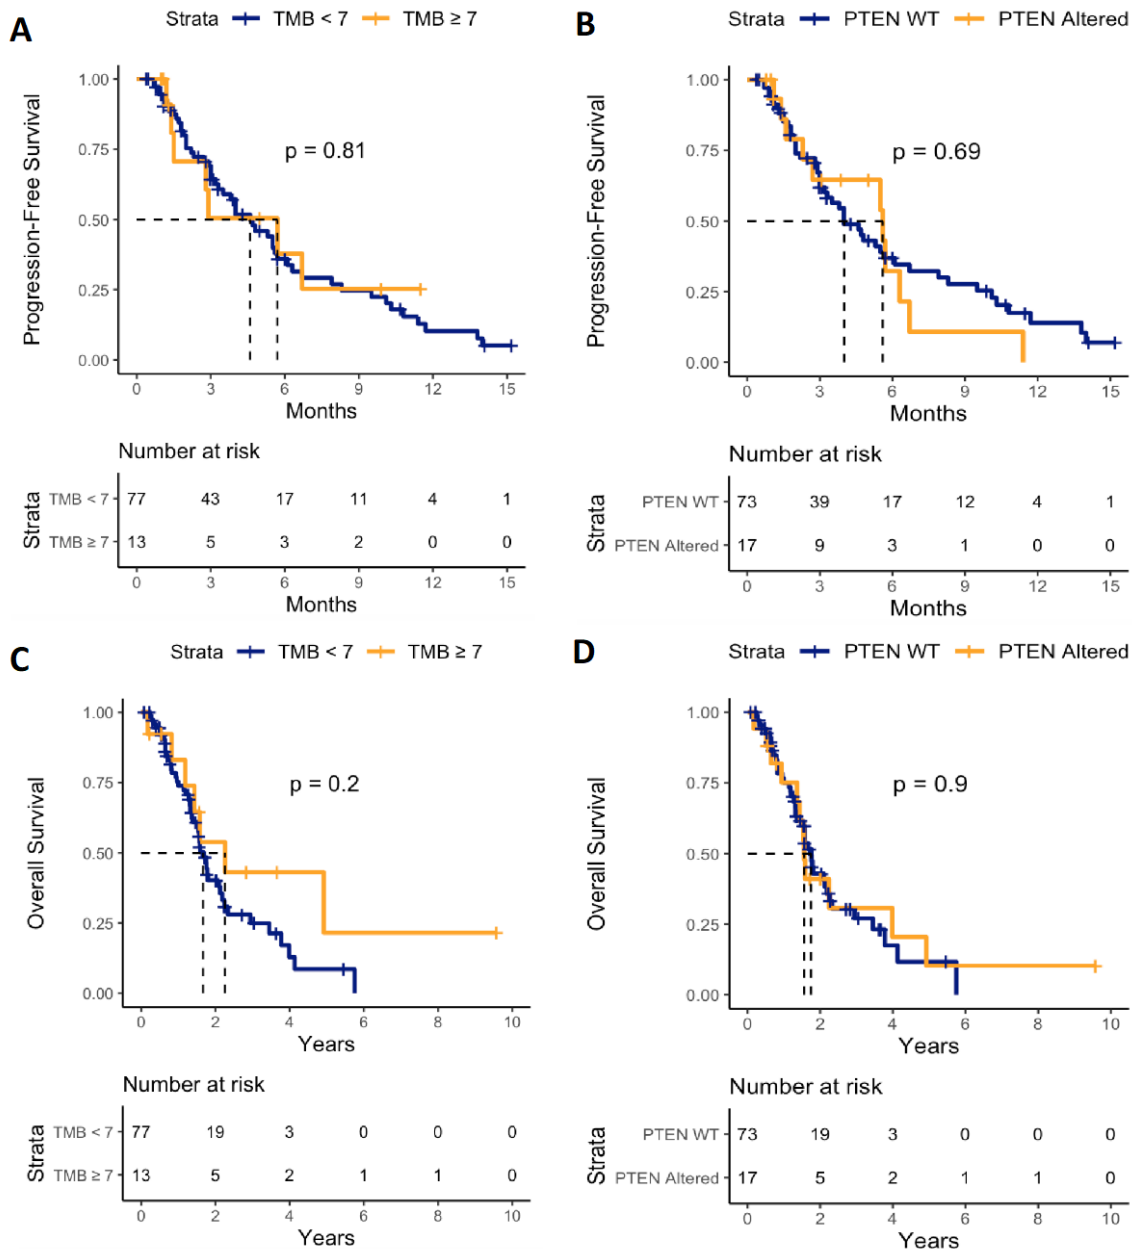 A
Strata TMB < 7 TMB ≥ 7
Progression-Free Survival
1.00
0.75
0.50
0.25
0.00
p = 0.81
0 3 6 9 12 15
Months
Number at risk
Strata
TMB < 7 77 43 17 11 4 1
TMB ≥ 7 13 5 3 2 0 0
0 3 6 9 12 15
Months
B
Strata PTEN WT PTEN Altered
Progression-Free Survival
1.00
0.75
0.50
0.25
0.00
p = 0.69
0 3 6 9 12 15
Months
Number at risk
Strata
PTEN WT 73 39 17 12 4 1
PTEN Altered 17 9 3 1 0 0
0 3 6 9 12 15
Months
C
Strata TMB < 7 TMB ≥ 7
Overall Survival
1.00
0.75
0.50
0.25
0.00
p = 0.2
0 2 4 6 8 10
Years
Number at risk
Strata
TMB < 7 77 19 3 0 0 0
TMB ≥ 7 13 5 2 1 1 0
0 2 4 6 8 10
Years
D
Strata PTEN WT PTEN Altered
Overall Survival
1.00
0.75
0.50
0.25
0.00
p = 0.9
0 2 4 6 8 10
Years
Number at risk
Strata
PTEN WT 73 19 3 0 0 0
PTEN Altered 17 5 2 1 1 0
0 2 4 6 8 10
Years